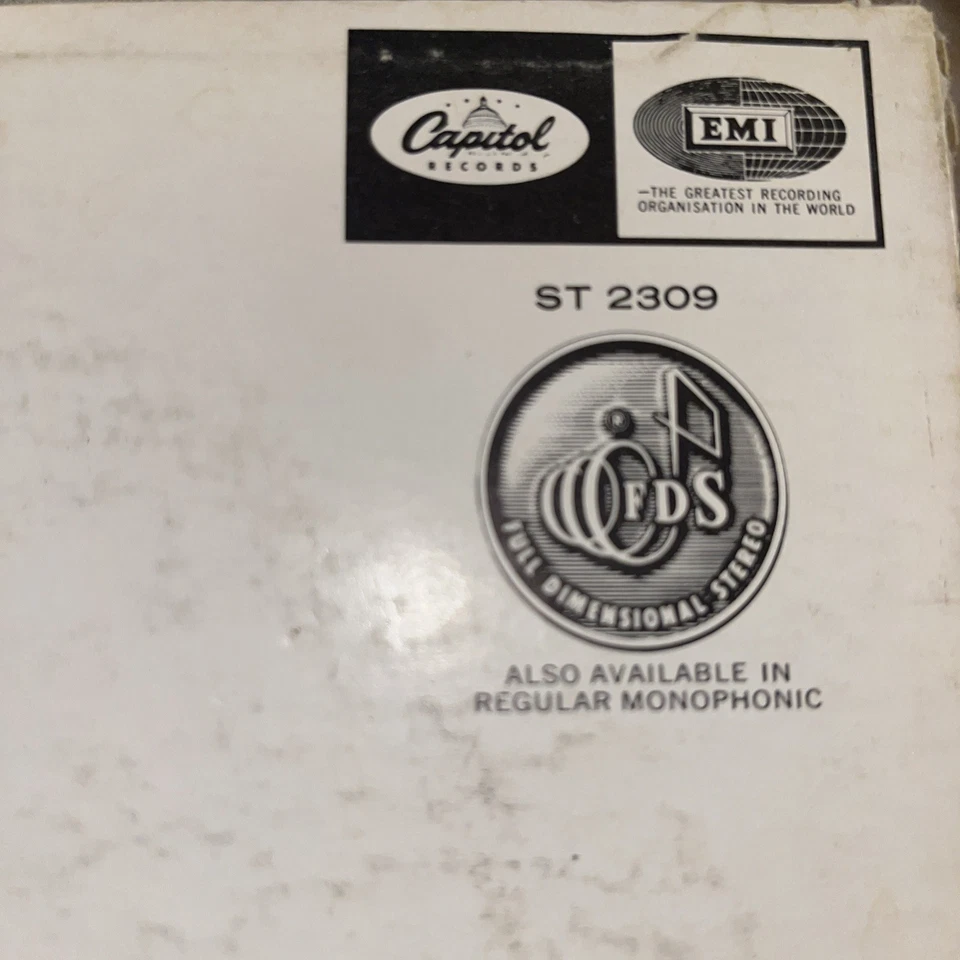 Capitol
RECORDS
EMI
—THE GREATEST RECORDING
ORGANISATION IN THE WORLD
ST 2309
®
FDS
FULL DIMENSIONAL STEREO
ALSO AVAILABLE IN
REGULAR MONOPHONIC